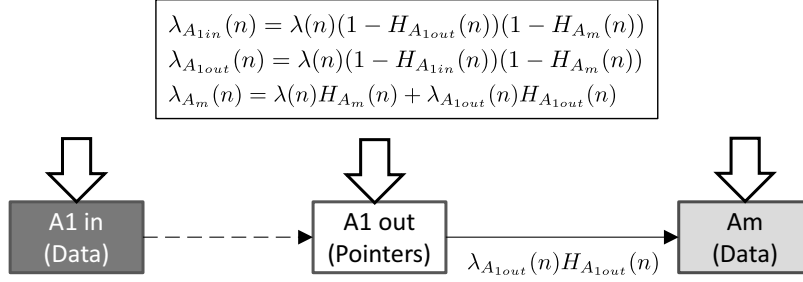 λ_{A_{1in}}(n) = λ(n)(1 − H_{A_{1out}}(n))(1 − H_{A_m}(n))
λ_{A_{1out}}(n) = λ(n)(1 − H_{A_{1in}}(n))(1 − H_{A_m}(n))
λ_{A_m}(n) = λ(n)H_{A_m}(n) + λ_{A_{1out}}(n)H_{A_{1out}}(n)
A1 in
(Data)
A1 out
(Pointers)
λ_{A_{1out}}(n)H_{A_{1out}}(n)
Am
(Data)